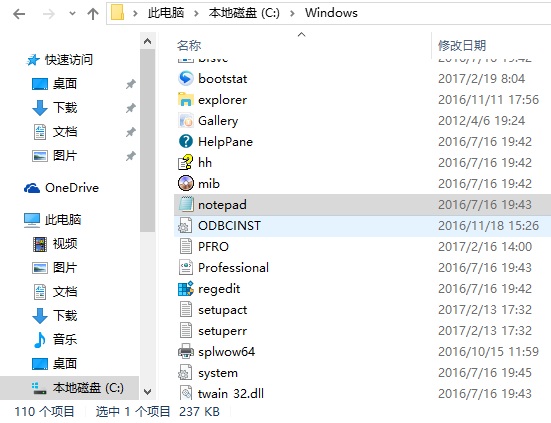 此电脑 › 本地磁盘 (C:) › Windows
名称 修改日期
快速访问
桌面
下载
文档
图片
OneDrive
此电脑
视频
图片
文档
下载
音乐
桌面
本地磁盘 (C:)
bfsvc 2016/7/16 19:42
bootstat 2017/2/19 8:04
explorer 2016/11/11 17:56
Gallery 2012/4/6 19:24
HelpPane 2016/7/16 19:42
hh 2016/7/16 19:42
mib 2016/7/16 19:42
notepad 2016/7/16 19:43
ODBCINST 2016/11/18 15:26
PFRO 2017/2/16 14:00
Professional 2016/7/16 19:43
regedit 2016/7/16 19:42
setupact 2017/2/13 17:32
setuperr 2017/2/13 17:32
splwow64 2016/10/15 11:59
system 2016/7/16 19:45
twain_32.dll 2016/7/16 19:43
110 个项目 选中 1 个项目 237 KB